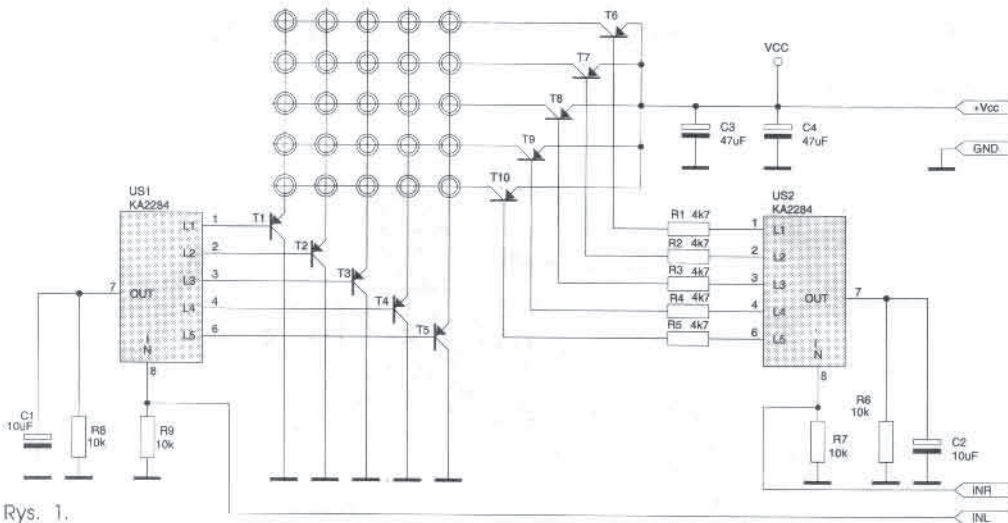 T6
T7
T8
T9
T10
VCC
+Vcc
C3
47uF
C4
47uF
GND
US1
KA2284
L1
L2
L3
L4
L5
OUT
IN
1
2
3
4
6
7
8
T1
T2
T3
T4
T5
US2
KA2284
R1 4k7
R2 4k7
R3 4k7
R4 4k7
R5 4k7
1
2
3
4
6
L1
L2
L3
L4
L5
OUT
IN
7
8
C1
10uF
R8
10k
R9
10k
R7
10k
R6
10k
C2
10uF
INR
INL
Rys. 1.